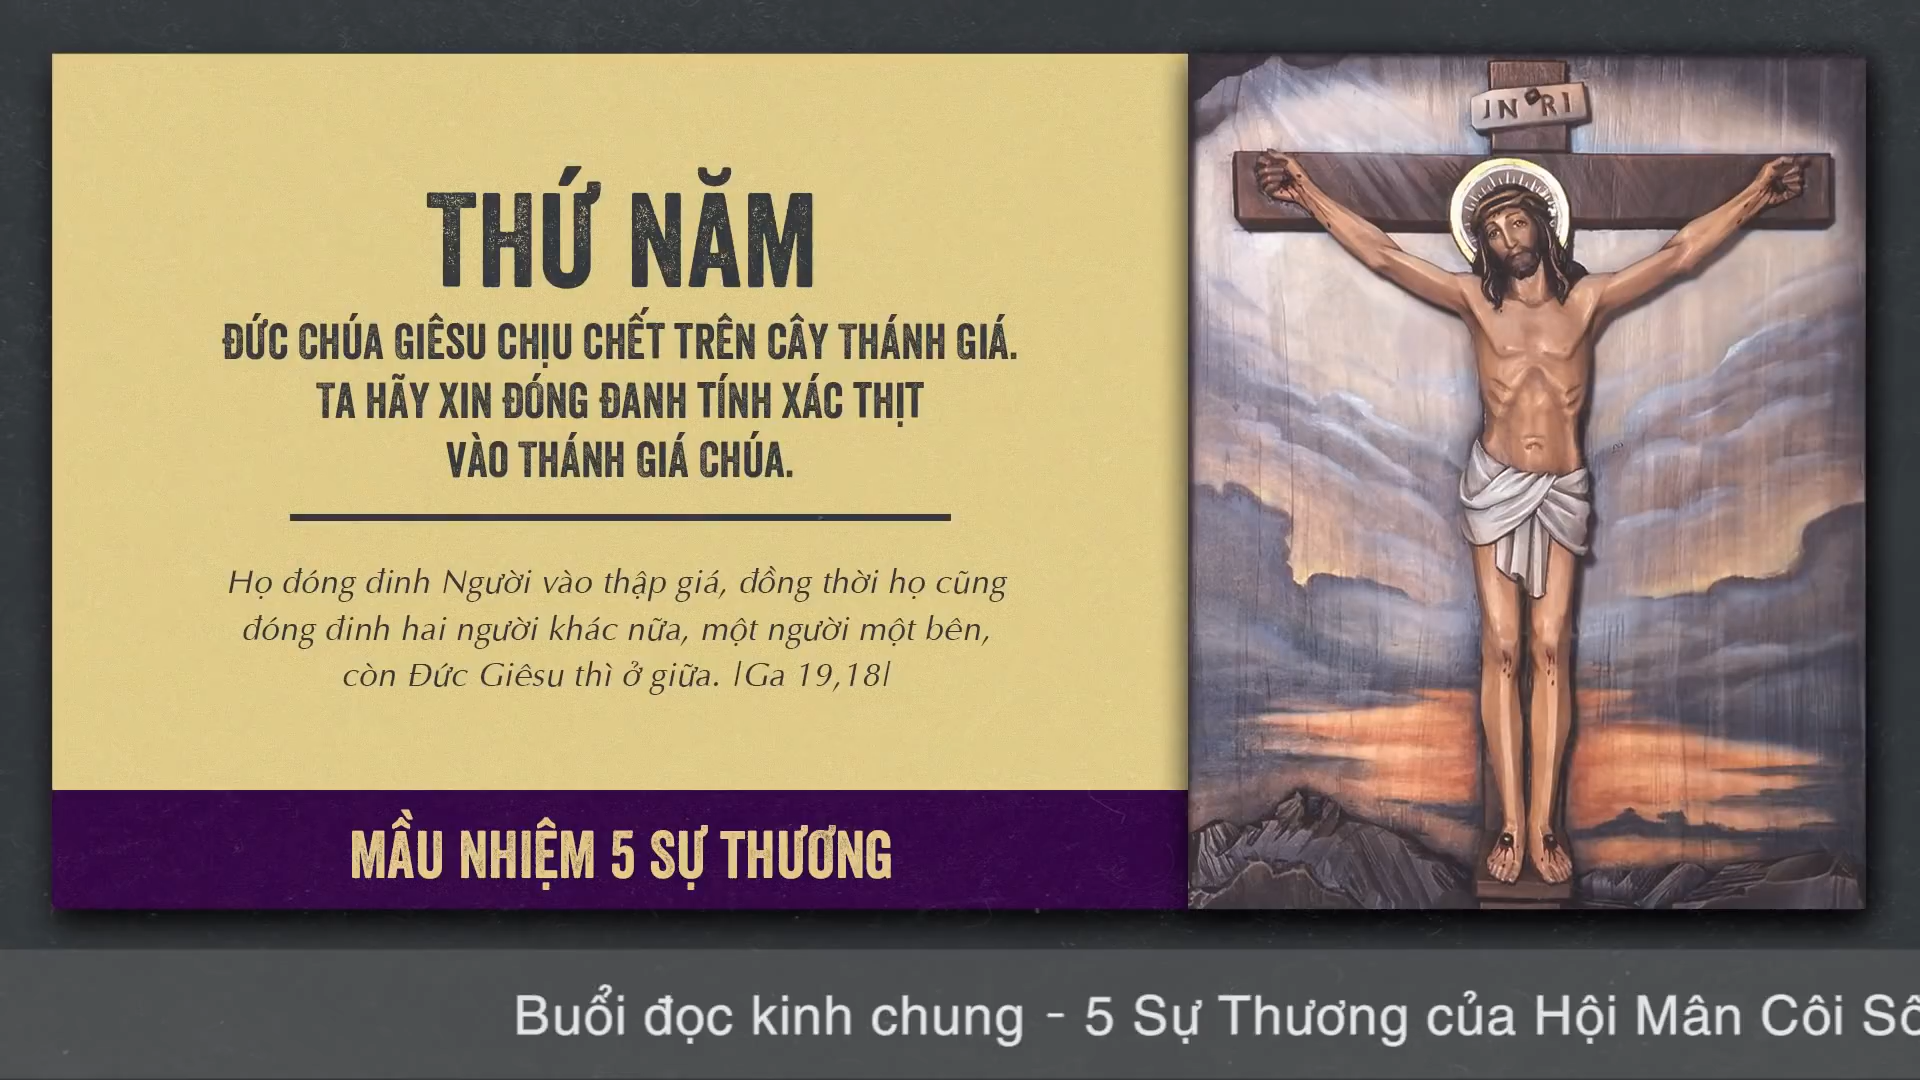 THỨ NĂM
ĐỨC CHÚA GIÊSU CHỊU CHẾT TRÊN CÂY THÁNH GIÁ.
TA HÃY XIN ĐÓNG ĐANH TÍNH XÁC THỊT
VÀO THÁNH GIÁ CHÚA.
Họ đóng đinh Người vào thập giá, đồng thời họ cũng
đóng đinh hai người khác nữa, một người một bên,
còn Đức Giêsu thì ở giữa. |Ga 19,18|
MẦU NHIỆM 5 SỰ THƯƠNG
INRI
Buổi đọc kinh chung - 5 Sự Thương của Hội Mân Côi